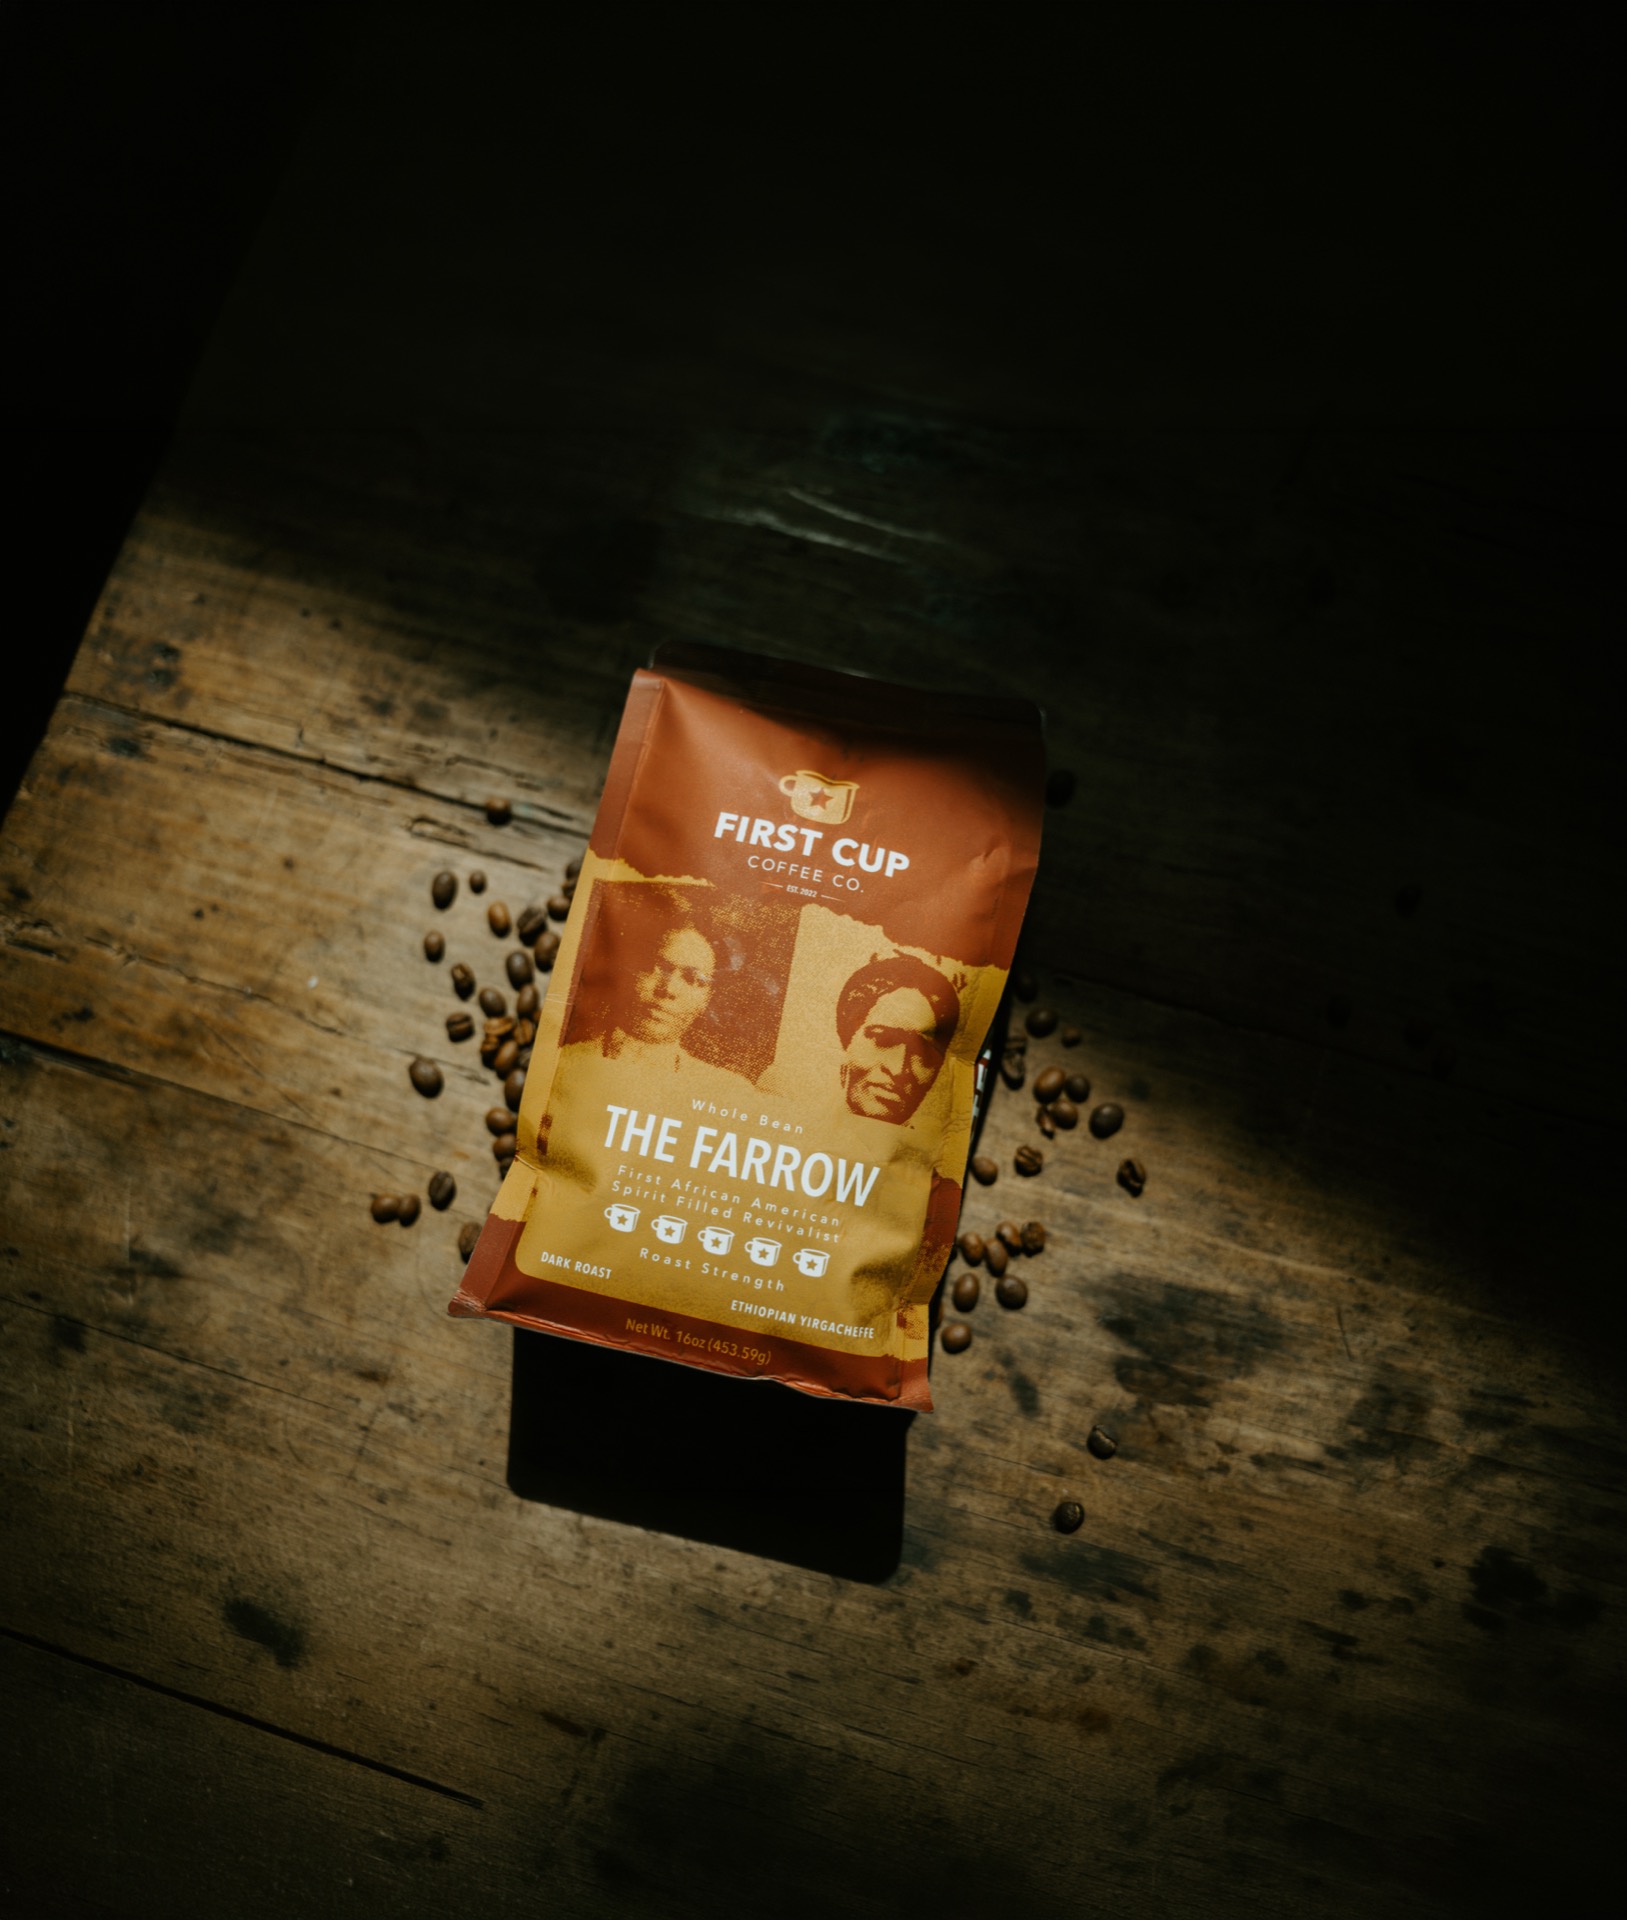 FIRST CUP
COFFEE CO.
EST. 2022
Whole Bean
THE FARROW
First African American
Spirit Filled Revivalist
Roast Strength
DARK ROAST
ETHIOPIAN YIRGACHEFFE
Net Wt. 16oz (453.59g)